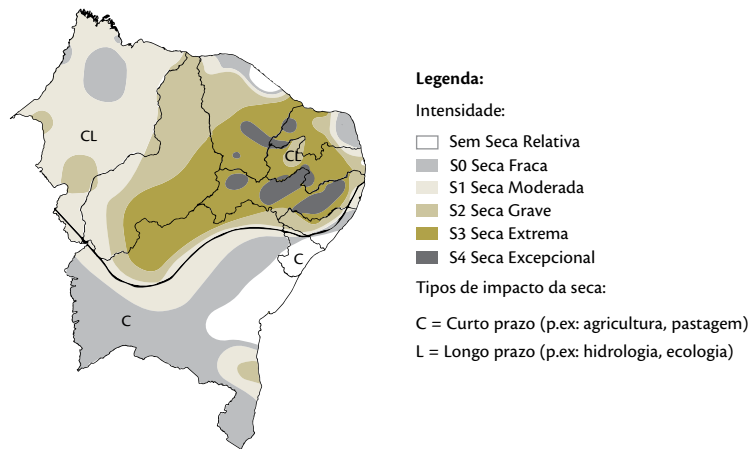 Legenda:
Intensidade:
Sem Seca Relativa
S0 Seca Fraca
S1 Seca Moderada
S2 Seca Grave
S3 Seca Extrema
S4 Seca Excepcional
Tipos de impacto da seca:
C = Curto prazo (p.ex: agricultura, pastagem)
L = Longo prazo (p.ex: hidrologia, ecologia)
CL
CL
C
C